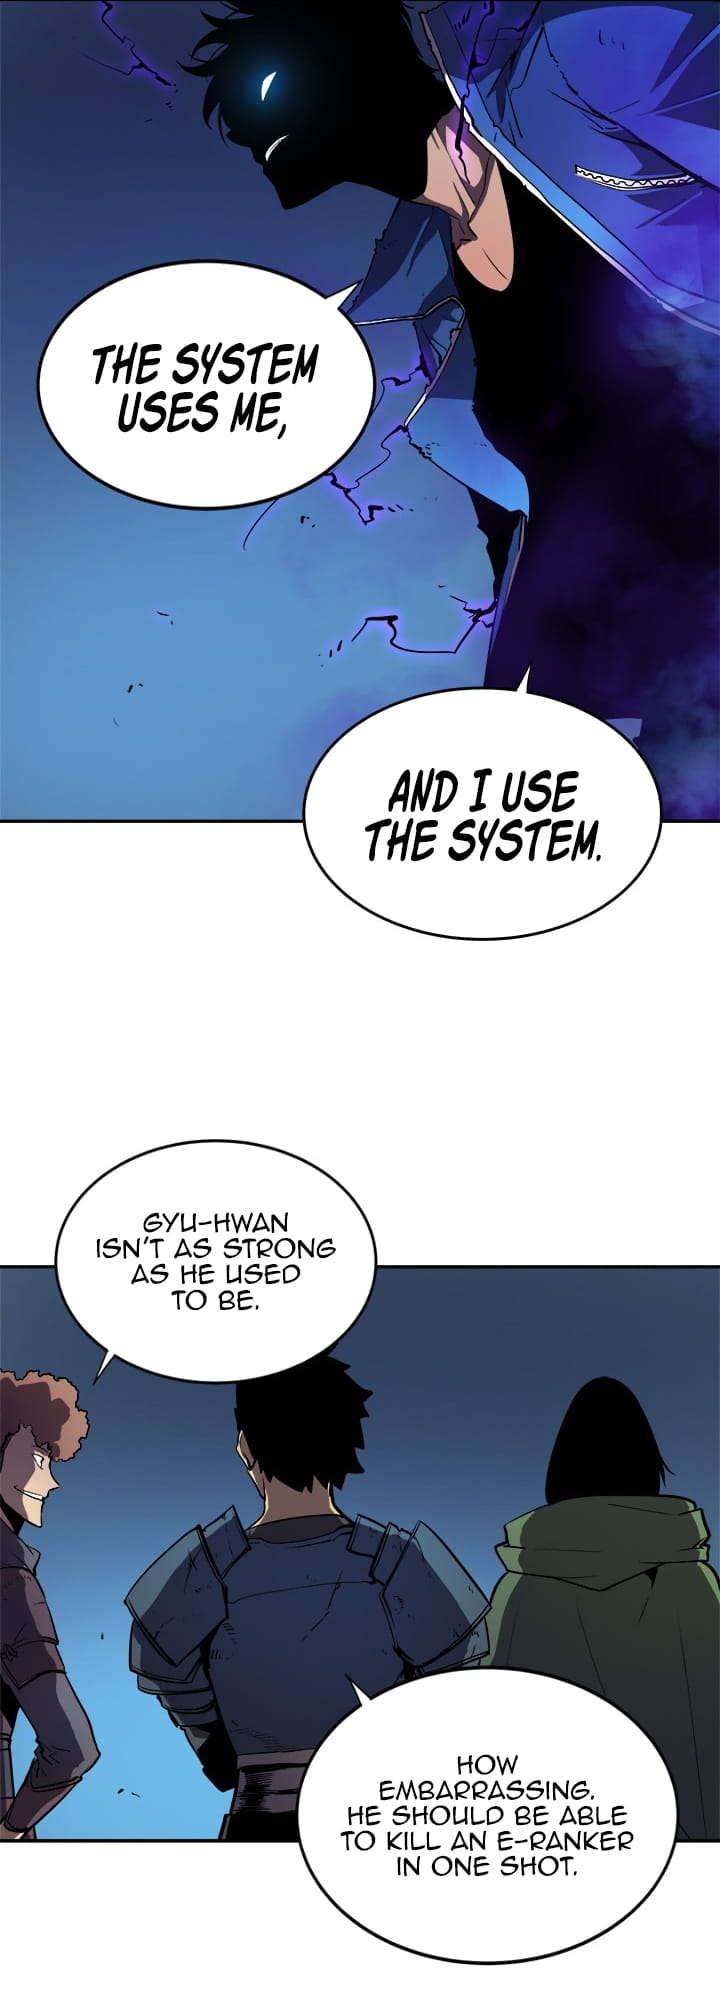 THE SYSTEM
USES ME,
AND I USE
THE SYSTEM.
GYU-HWAN
ISN'T AS STRONG
AS HE USED
TO BE.
HOW
EMBARRASSING.
HE SHOULD BE ABLE
TO KILL AN E-RANKER
IN ONE SHOT.